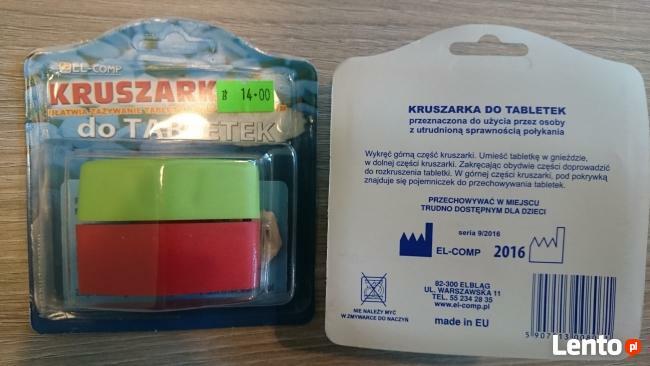 EL-COMP
KRUSZARK
14-00
UŁATWIA ZAŻYWANIE TABLET
do TABLETEK
KRUSZARKA DO TABLETEK
przeznaczona do użycia przez osoby
z utrudnioną sprawnością połykania
Wykręć górną część kruszarki. Umieść tabletkę w gnieździe,
w dolnej części kruszarki. Zakręcając obydwie części doprowadzić
do rozkruszenia tabletki. W górnej części kruszarki, pod pokrywką
znajduje się pojemniczek do przechowywania tabletek.
PRZECHOWYWAĆ W MIEJSCU
TRUDNO DOSTĘPNYM DLA DZIECI
seria 9/2016
EL-COMP 2016
NIE NALEŻY MYĆ
W ZMYWARCE DO NACZYŃ
82-300 ELBLĄG
UL. WARSZAWSKA 11
TEL. 55 234 28 35
www.el-comp.pl
made in EU
Lento pl